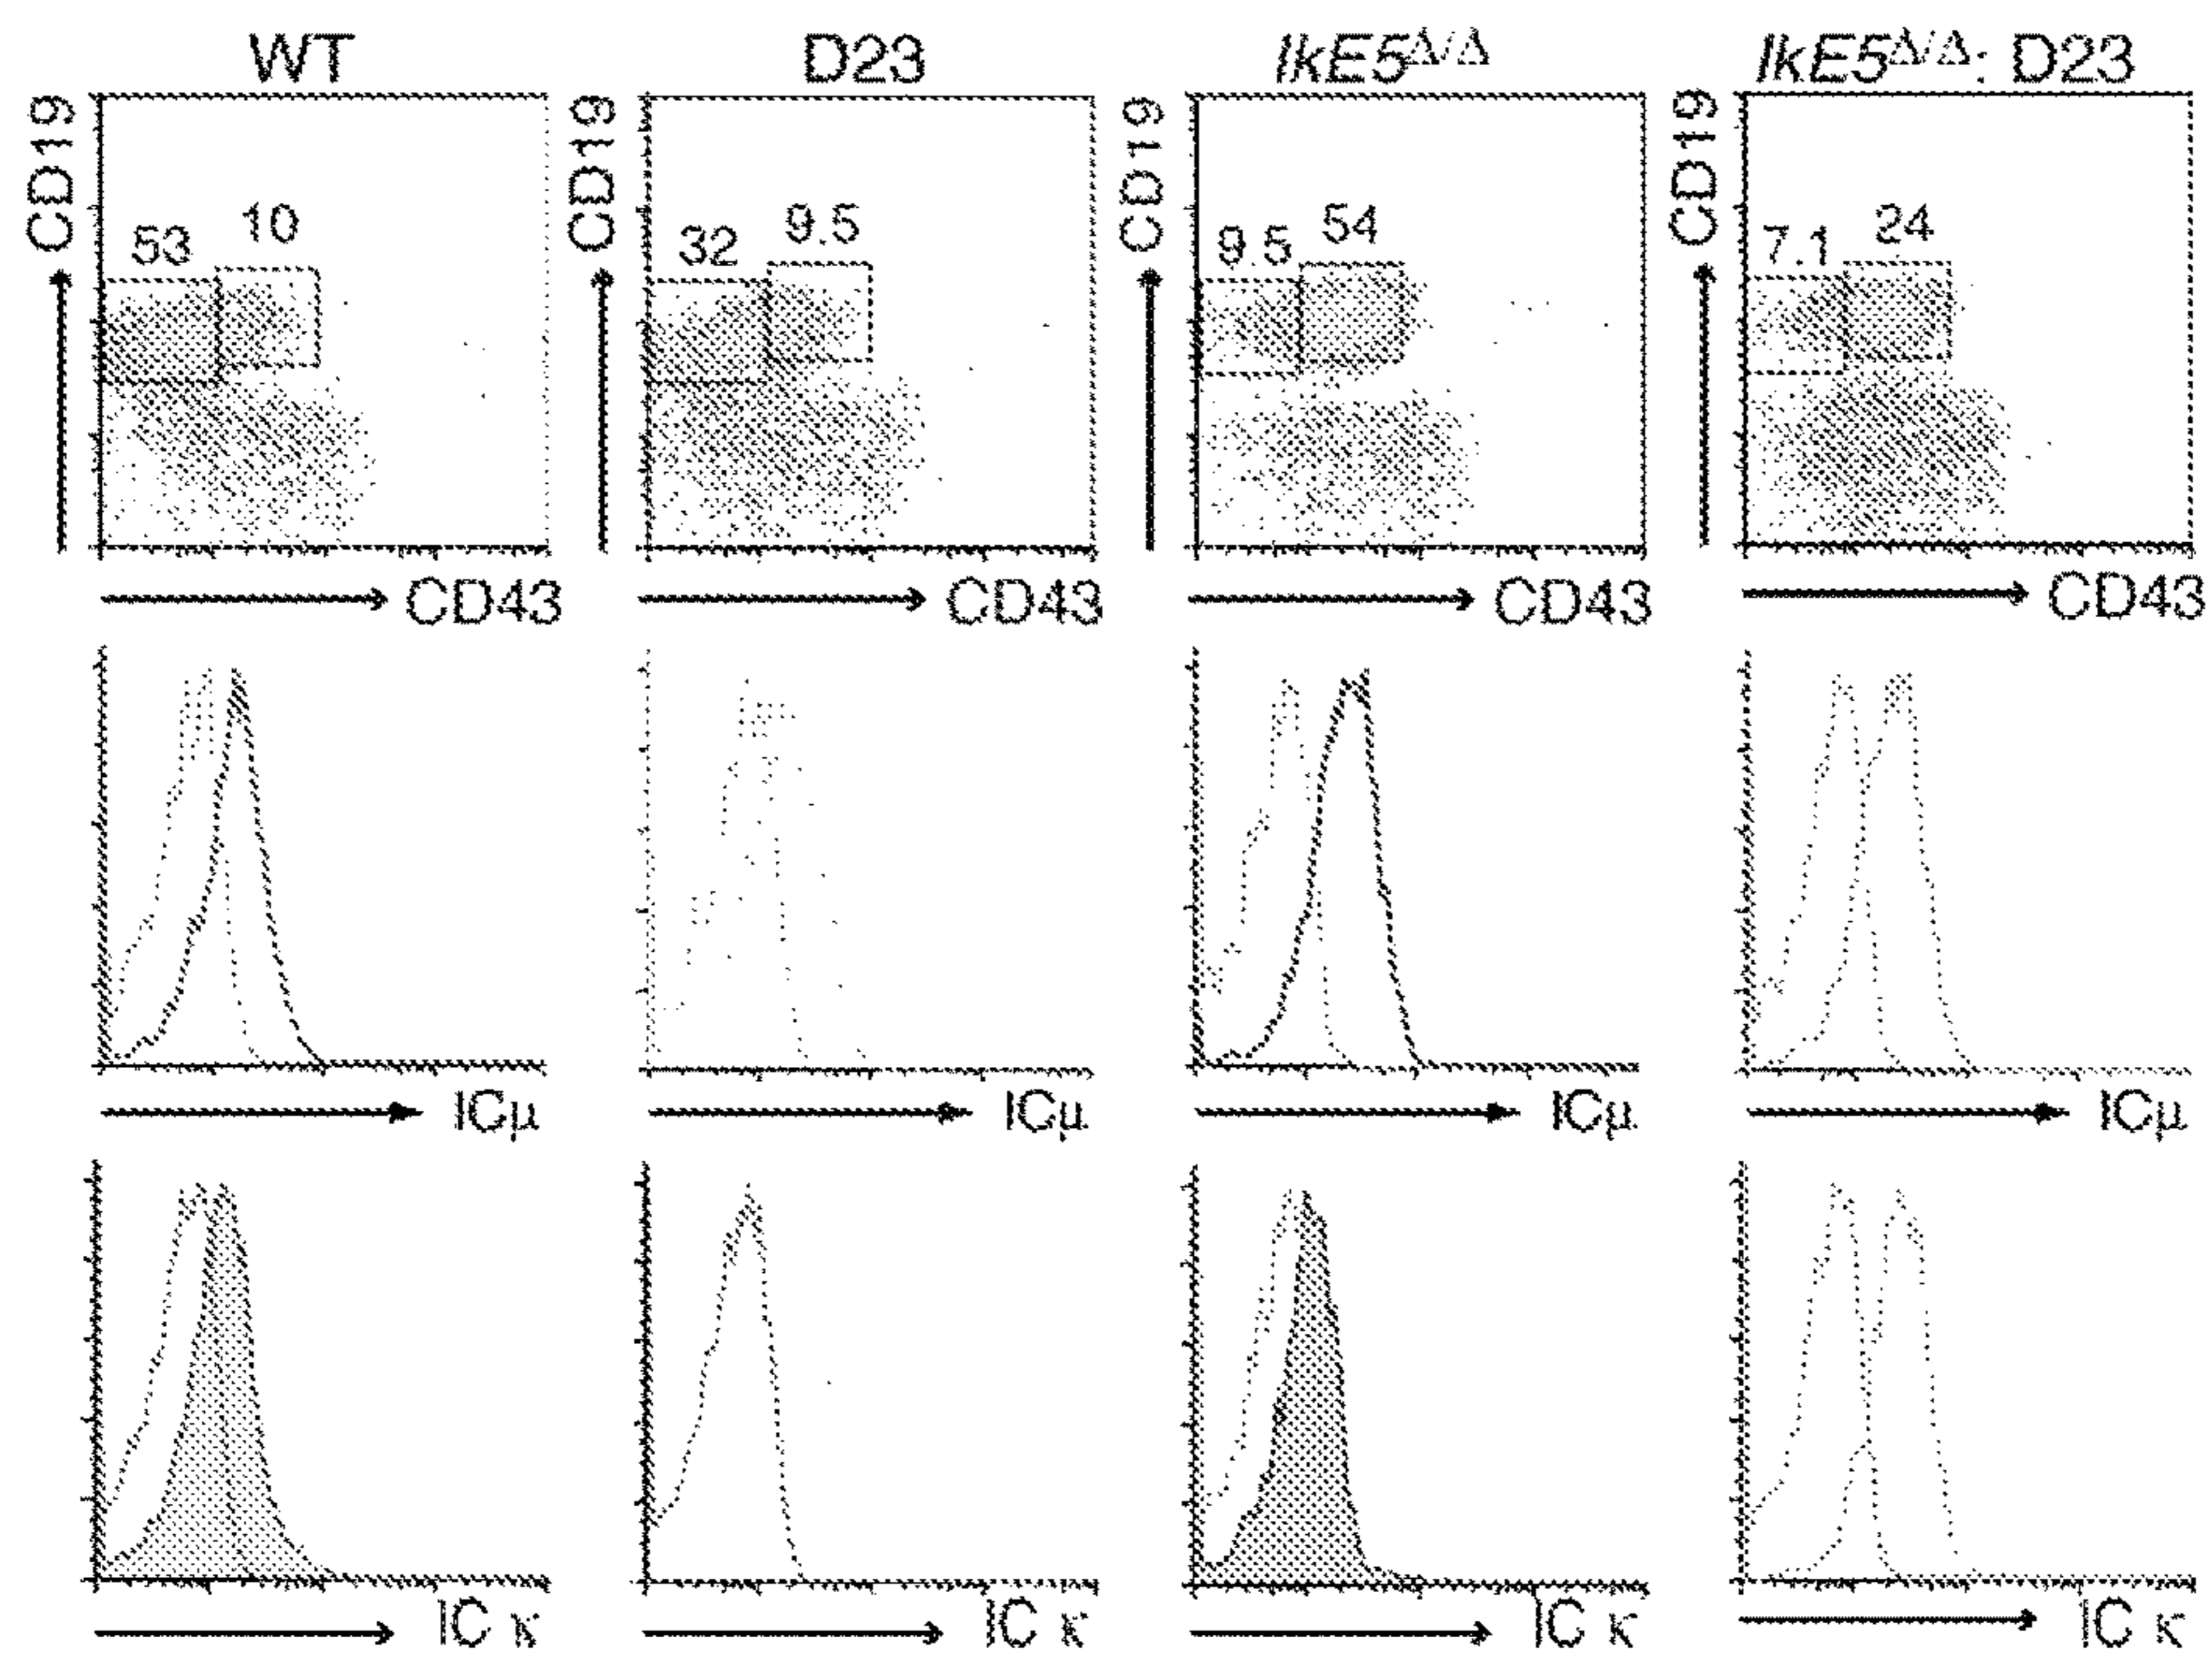 WT D23 IkE5Δ/Δ IkE5Δ/Δ: D23
CD19 CD19 CD19 CD19
53 10 32 9.5 9.5 54 7.1 24
CD43 CD43 CD43 CD43
ICμ ICμ ICμ ICμ
IC κ IC κ IC κ IC κ